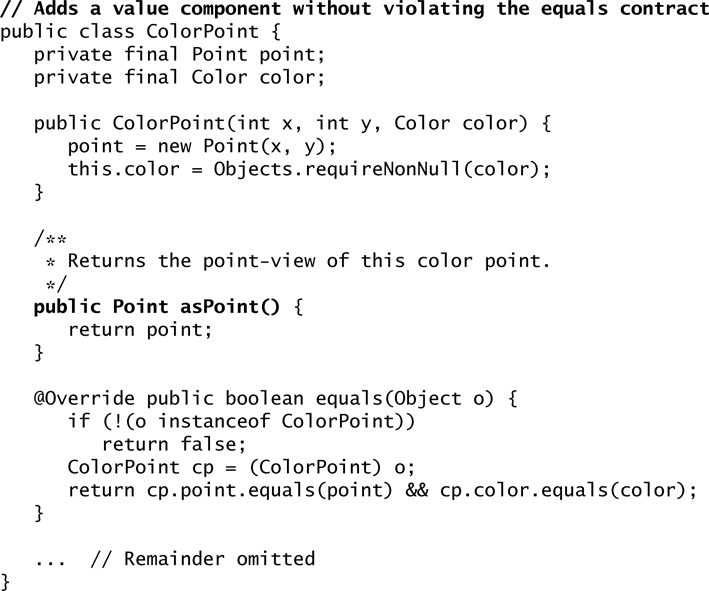 // Adds a value component without violating the equals contract
public class ColorPoint {
   private final Point point;
   private final Color color;

   public ColorPoint(int x, int y, Color color) {
      point = new Point(x, y);
      this.color = Objects.requireNonNull(color);
   }

   /**
    * Returns the point-view of this color point.
    */
   public Point asPoint() {
      return point;
   }

   @Override public boolean equals(Object o) {
      if (!(o instanceof ColorPoint))
         return false;
      ColorPoint cp = (ColorPoint) o;
      return cp.point.equals(point) && cp.color.equals(color);
   }

   ...  // Remainder omitted
}